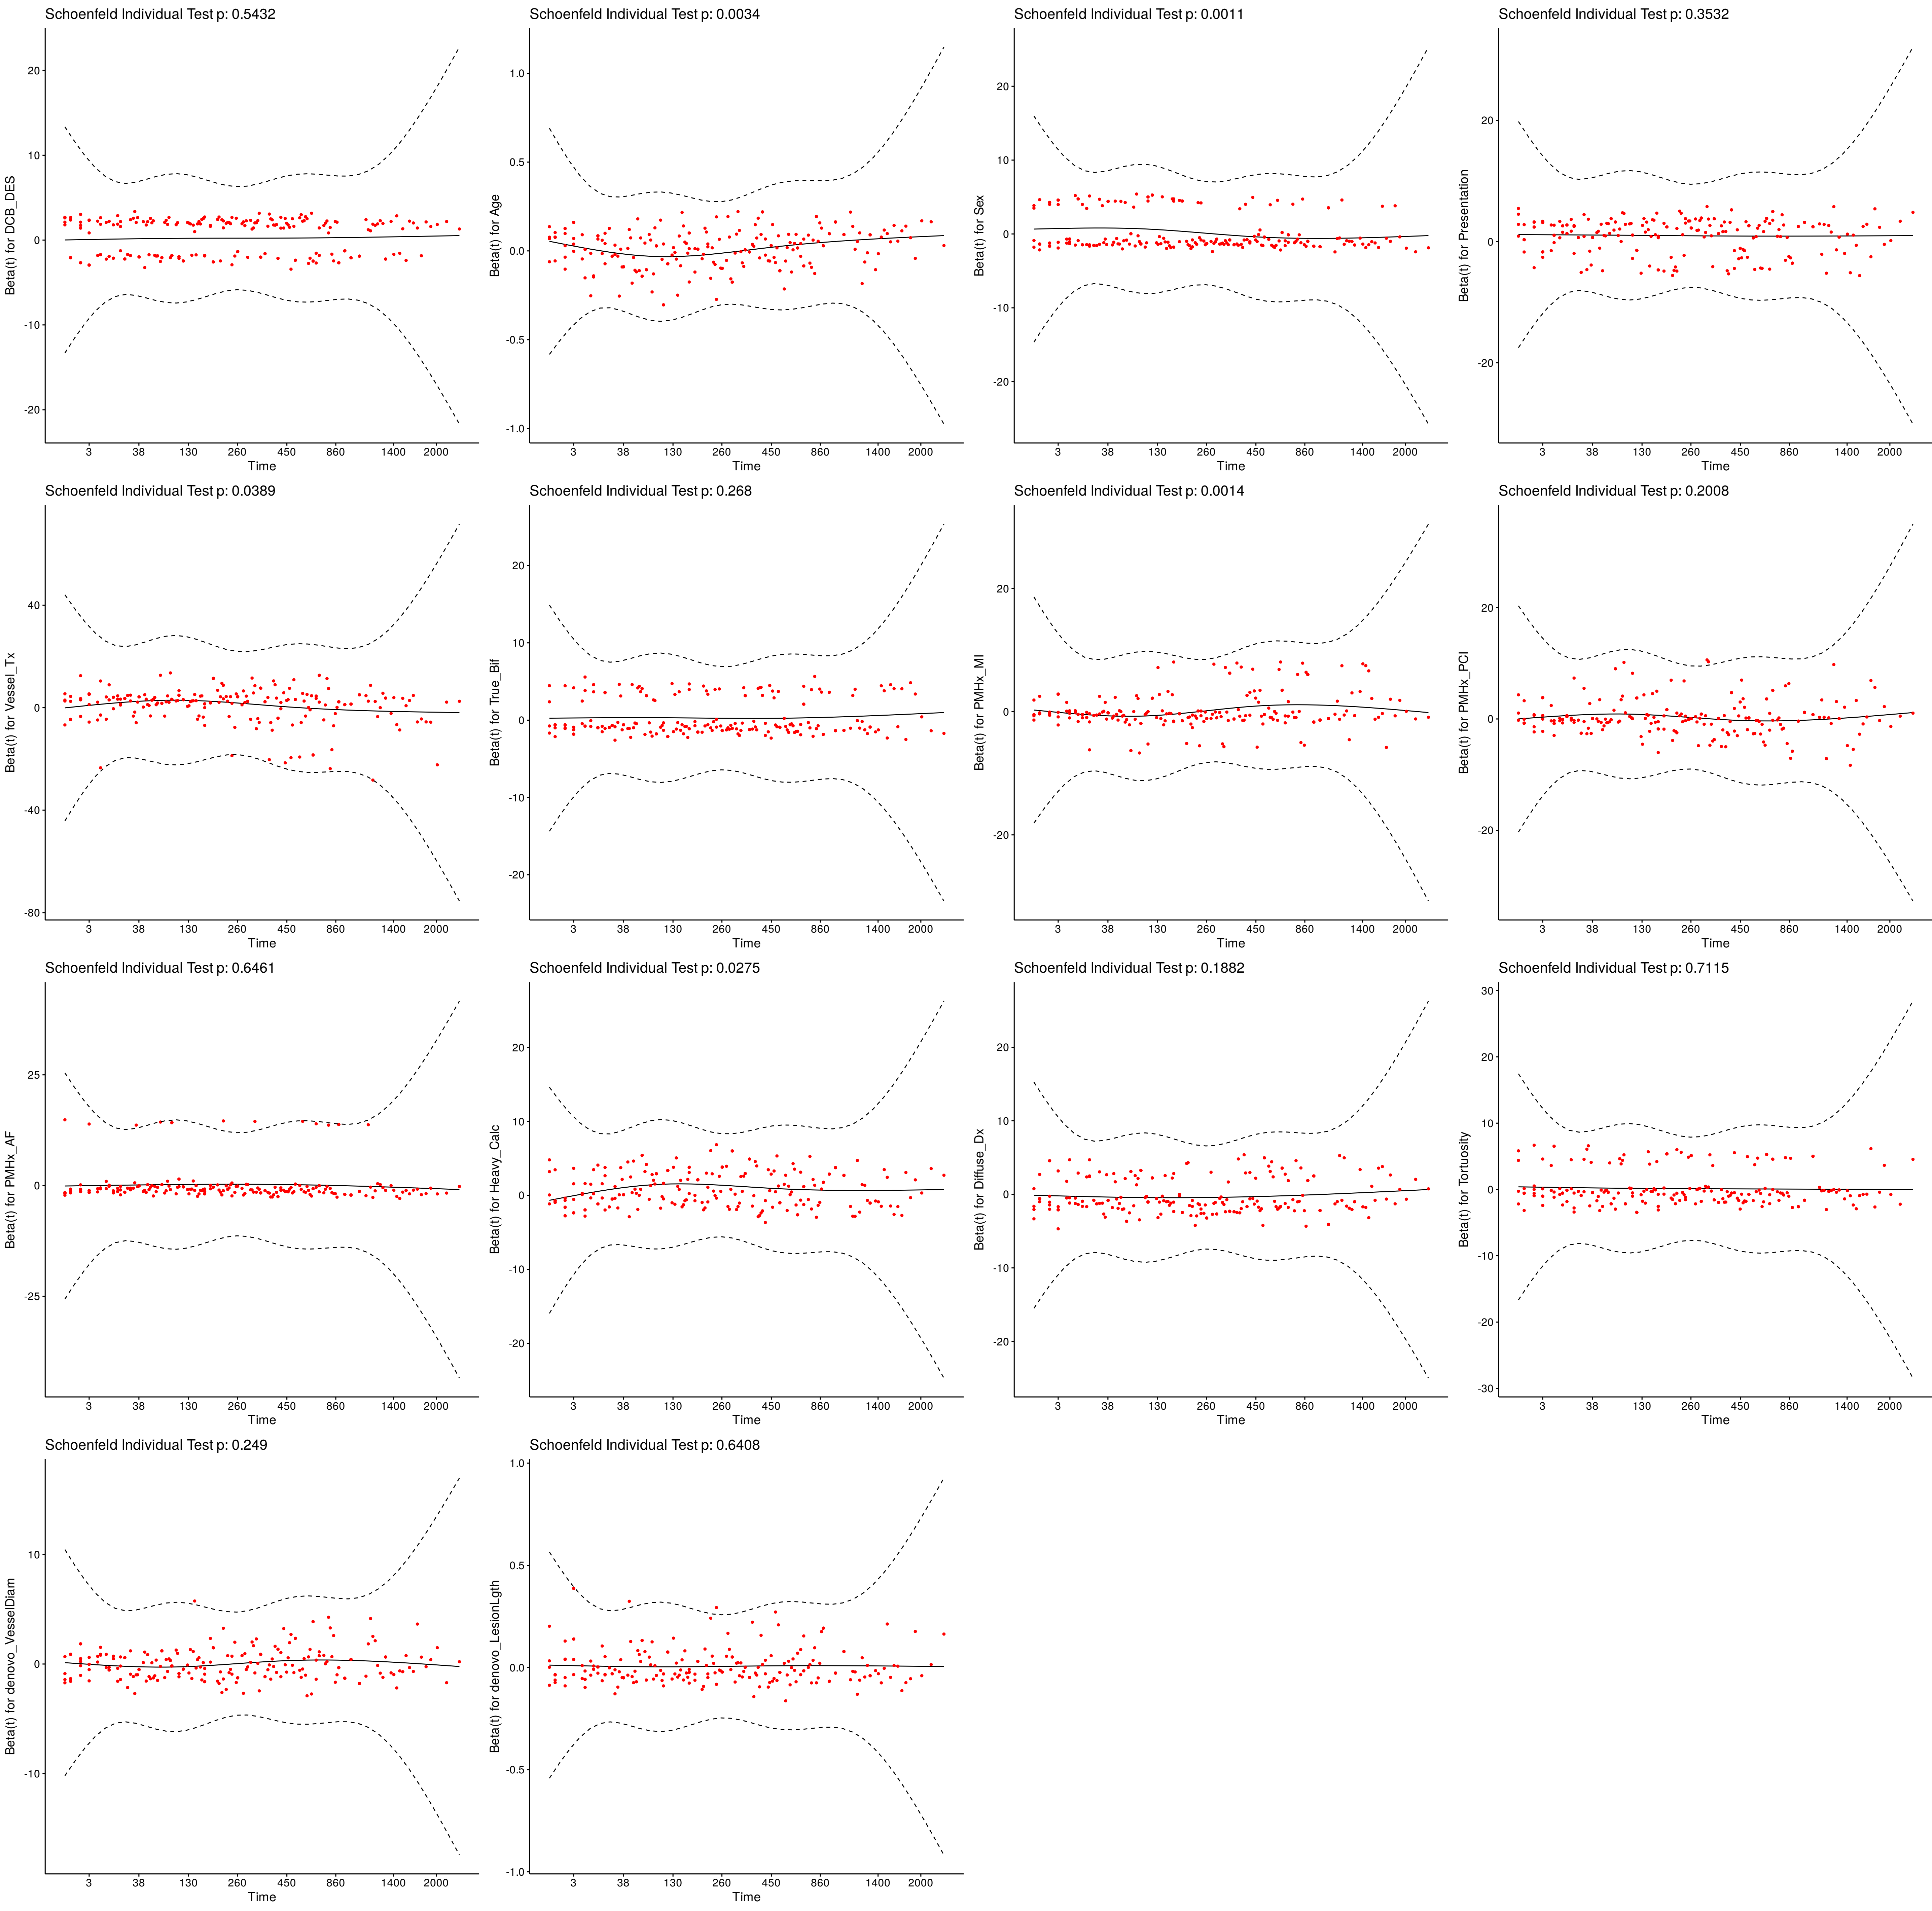 Schoenfeld Individual Test p: 0.5432
Beta(t) for DCB_DES
20
10
0
-10
-20
3 38 130 260 450 860 1400 2000
Time
Schoenfeld Individual Test p: 0.0034
Beta(t) for Age
1.0
0.5
0.0
-0.5
-1.0
3 38 130 260 450 860 1400 2000
Time
Schoenfeld Individual Test p: 0.0011
Beta(t) for Sex
20
10
0
-10
-20
3 38 130 260 450 860 1400 2000
Time
Schoenfeld Individual Test p: 0.3532
Beta(t) for Presentation
20
0
-20
3 38 130 260 450 860 1400 2000
Time
Schoenfeld Individual Test p: 0.0389
Beta(t) for Vessel_Tx
40
0
-40
-80
3 38 130 260 450 860 1400 2000
Time
Schoenfeld Individual Test p: 0.268
Beta(t) for True_Bif
20
10
0
-10
-20
3 38 130 260 450 860 1400 2000
Time
Schoenfeld Individual Test p: 0.0014
Beta(t) for PMHx_MI
20
0
-20
3 38 130 260 450 860 1400 2000
Time
Schoenfeld Individual Test p: 0.2008
Beta(t) for PMHx_PCI
20
0
-20
3 38 130 260 450 860 1400 2000
Time
Schoenfeld Individual Test p: 0.6461
Beta(t) for PMHx_AF
25
0
-25
3 38 130 260 450 860 1400 2000
Time
Schoenfeld Individual Test p: 0.0275
Beta(t) for Heavy_Calc
20
10
0
-10
-20
3 38 130 260 450 860 1400 2000
Time
Schoenfeld Individual Test p: 0.1882
Beta(t) for Diffuse_Dx
20
10
0
-10
-20
3 38 130 260 450 860 1400 2000
Time
Schoenfeld Individual Test p: 0.7115
Beta(t) for Tortuosity
30
20
10
0
-10
-20
-30
3 38 130 260 450 860 1400 2000
Time
Schoenfeld Individual Test p: 0.249
Beta(t) for denovo_VesselDiam
10
0
-10
3 38 130 260 450 860 1400 2000
Time
Schoenfeld Individual Test p: 0.6408
Beta(t) for denovo_LesionLgth
1.0
0.5
0.0
-0.5
-1.0
3 38 130 260 450 860 1400 2000
Time